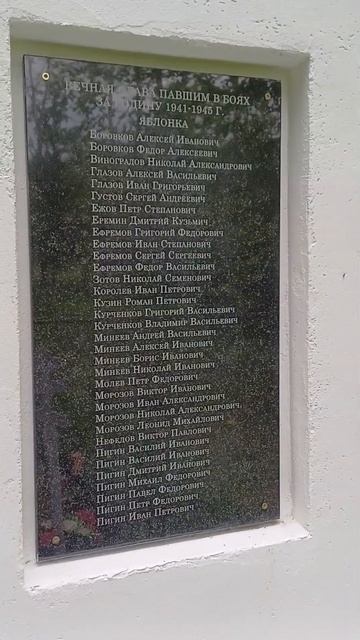 ВЕЧНАЯ СЛАВА ПАВШИМ В БОЯХ
ЗА РОДИНУ 1941-1945 Г.
ЯБЛОНКА
Боровков Алексей Иванович
Боровков Федор Алексеевич
Виноградов Николай Александрович
Глазов Алексей Васильевич
Глазов Иван Григорьевич
Густов Сергей Андреевич
Ежов Петр Степанович
Еремин Дмитрий Кузьмич
Ефремов Григорий Федорович
Ефремов Иван Степанович
Ефремов Сергей Сергеевич
Ефремов Федор Васильевич
Зотов Николай Семенович
Королев Иван Петрович
Кузин Роман Петрович
Курченков Григорий Васильевич
Курченков Владимир Васильевич
Минеев Андрей Васильевич
Минеев Алексей Иванович
Минеев Борис Иванович
Минеев Николай Иванович
Молев Петр Федорович
Морозов Виктор Иванович
Морозов Иван Александрович
Морозов Николай Александрович
Морозов Леонид Михайлович
Нефклов Виктор Павлович
Пигин Василий Иванович
Пигин Василий Иванович
Пигин Дмитрий Иванович
Пигин Михаил Федорович
Пигин Павел Федорович
Пигин Петр Федорович
Пигин Иван Петрович